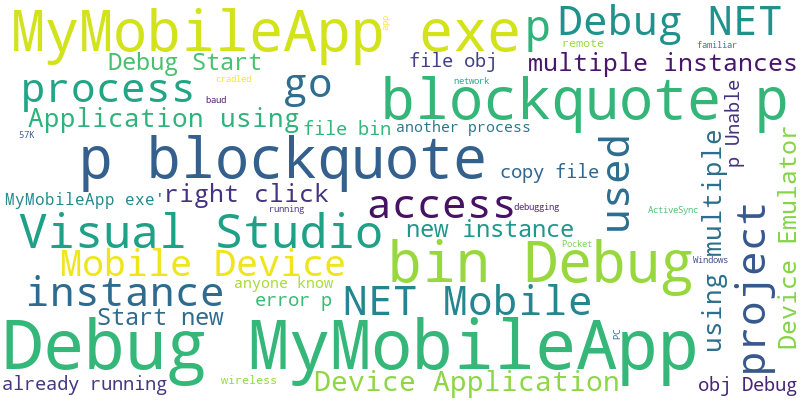 MyMobileApp exe
cdp
p
Debug NET
remote
familiar
Debug Start
file obj
multiple instances
process
cradled
go
network
blockquote p
baud
Application using
file bin
another process
57K
p blockquote
used
p Unable
copy file
Device Emulator
MyMobileApp exe'
right click
access
running
debugging
ActiveSync
using multiple
project
Visual Studio
new instance
Pocket
Mobile Device
bin Debug
Windows
instance
anyone know
error p
NET Mobile
Start new
Debug MyMobileApp
PC
already running
wireless
Device Application
obj Debug